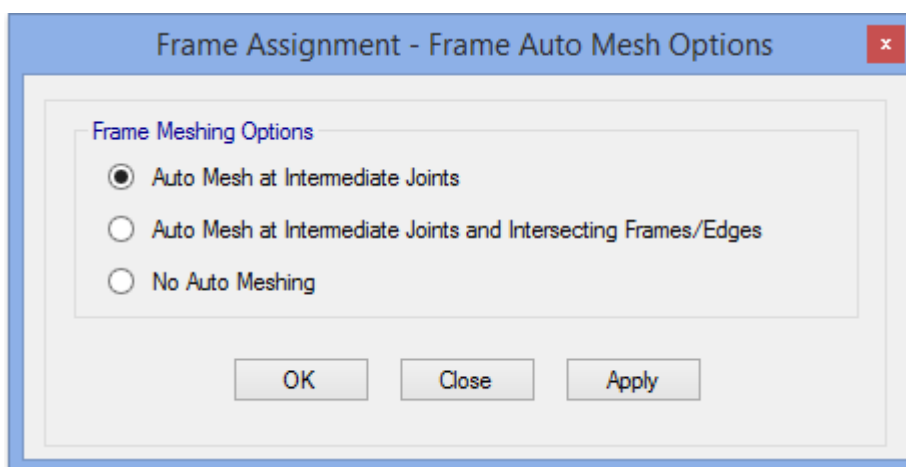 Frame Assignment - Frame Auto Mesh Options
x
Frame Meshing Options
Auto Mesh at Intermediate Joints
Auto Mesh at Intermediate Joints and Intersecting Frames/Edges
No Auto Meshing
OK Close Apply